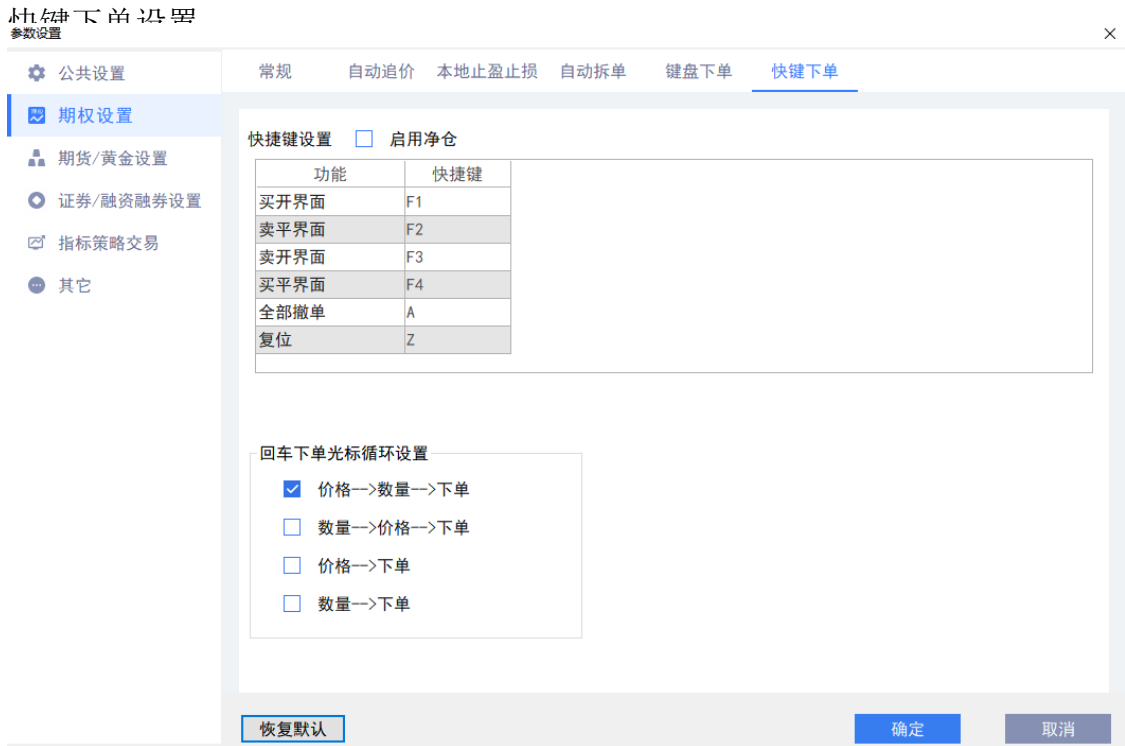 快键下单设置
参数设置
公共设置
期权设置
期货/黄金设置
证券/融资融券设置
指标策略交易
其它
常规 自动追价 本地止盈止损 自动拆单 键盘下单 快键下单
快捷键设置 启用净仓
功能 快捷键
买开界面 F1
卖平界面 F2
卖开界面 F3
买平界面 F4
全部撤单 A
复位 Z
回车下单光标循环设置
价格-->数量-->下单
数量-->价格-->下单
价格-->下单
数量-->下单
恢复默认 确定 取消